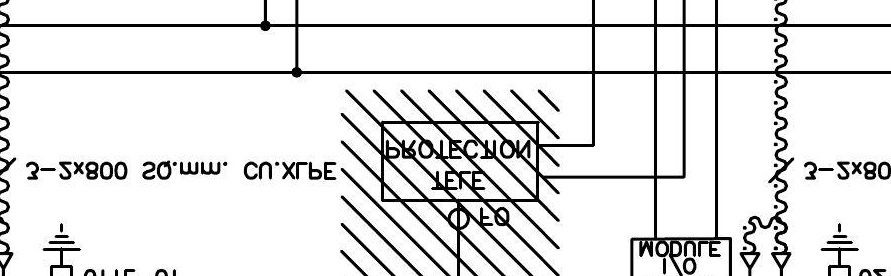 I/O
MODULE
FO
3-2x800 SQ.mm. CU.XLPE
TELE
PROTECTION
3-2x80